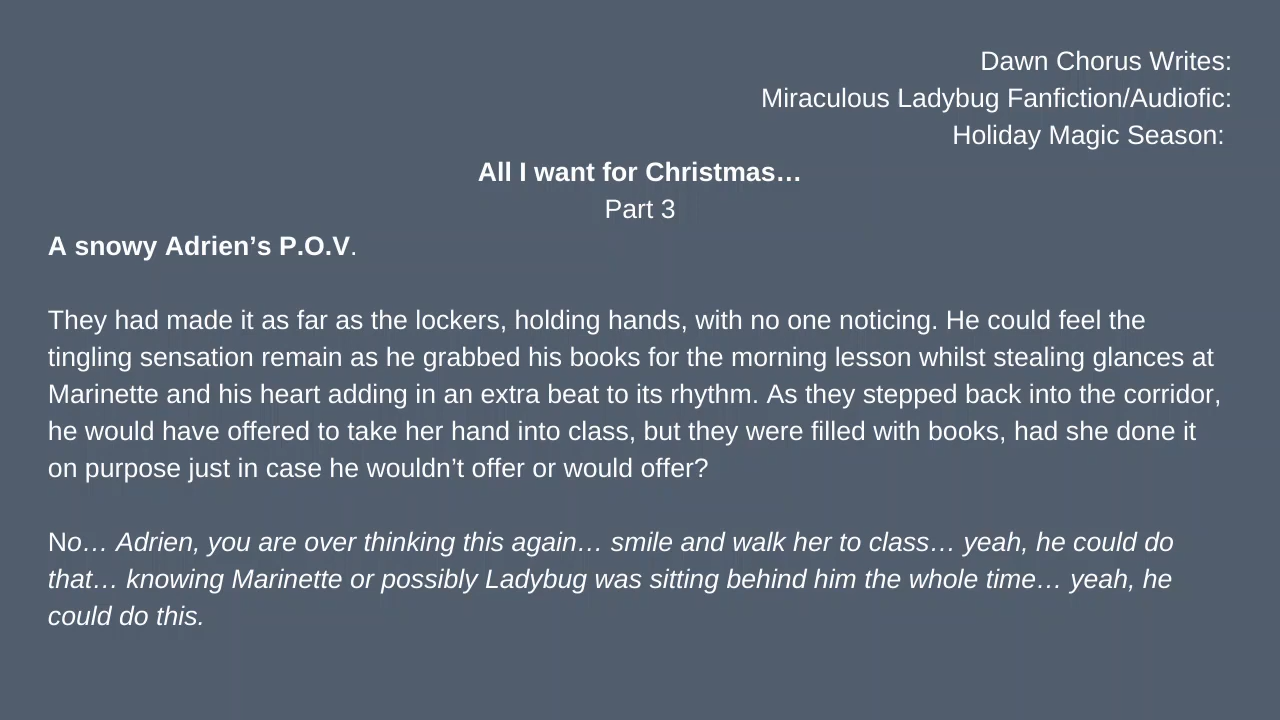 Dawn Chorus Writes:
Miraculous Ladybug Fanfiction/Audiofic:
Holiday Magic Season:
All I want for Christmas…
Part 3
A snowy Adrien’s P.O.V.
They had made it as far as the lockers, holding hands, with no one noticing. He could feel the
tingling sensation remain as he grabbed his books for the morning lesson whilst stealing glances at
Marinette and his heart adding in an extra beat to its rhythm. As they stepped back into the corridor,
he would have offered to take her hand into class, but they were filled with books, had she done it
on purpose just in case he wouldn’t offer or would offer?
No… Adrien, you are over thinking this again… smile and walk her to class… yeah, he could do
that… knowing Marinette or possibly Ladybug was sitting behind him the whole time… yeah, he
could do this.